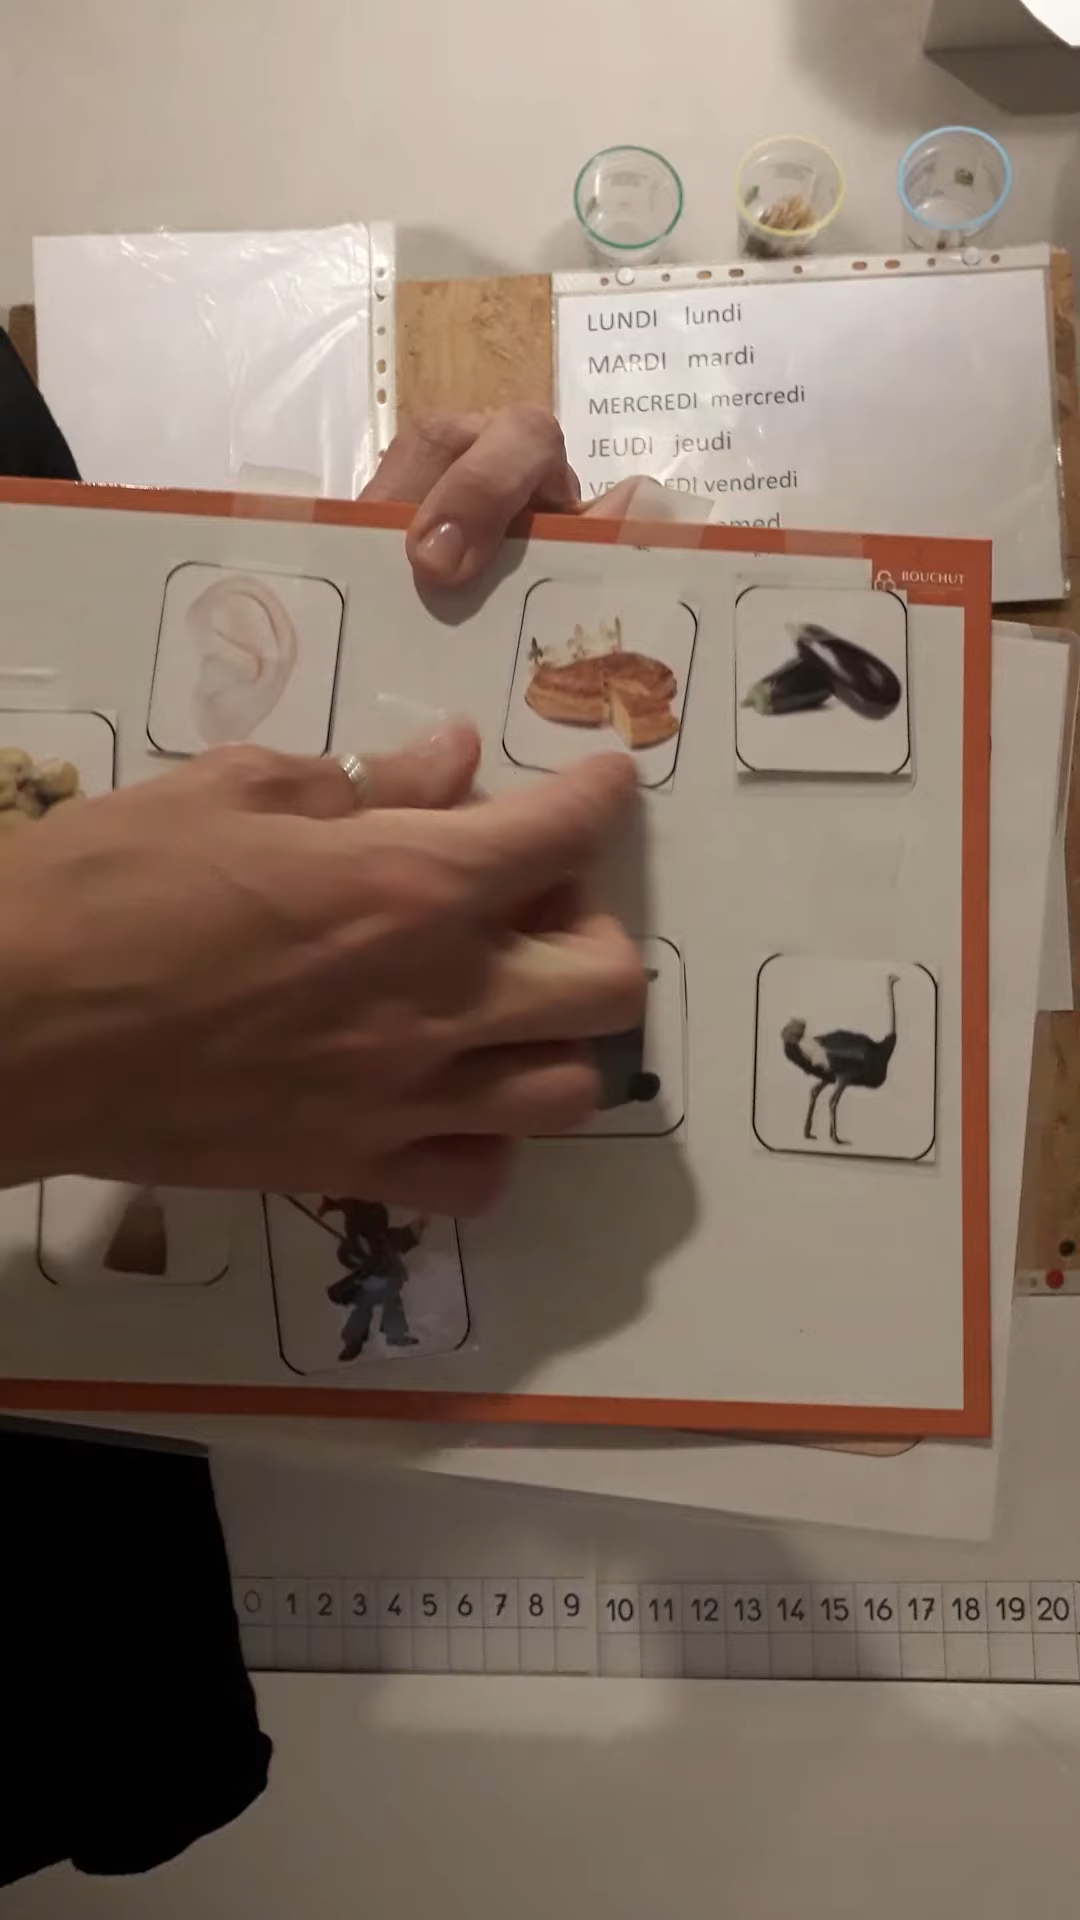 LUNDI lundi
MARDI mardi
MERCREDI mercredi
JEUDI jeudi
vendredi
BOUCHUT
0 1 2 3 4 5 6 7 8 9 10 11 12 13 14 15 16 17 18 19 20